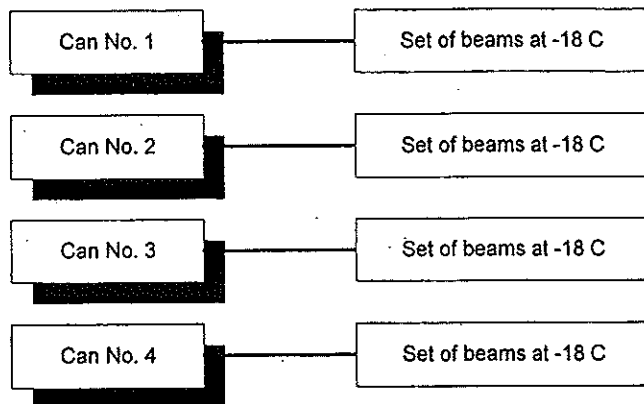 Can No. 1 Set of beams at -18 C
Can No. 2 Set of beams at -18 C
Can No. 3 Set of beams at -18 C
Can No. 4 Set of beams at -18 C